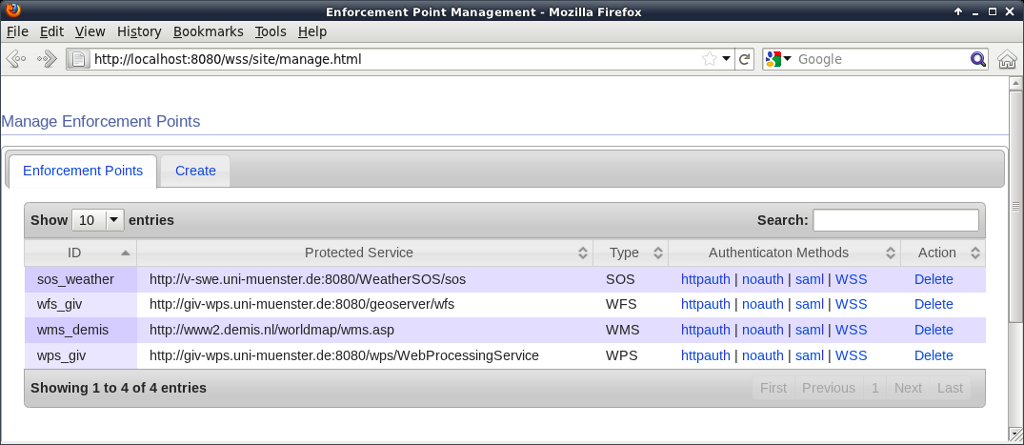 Enforcement Point Management - Mozilla Firefox
File Edit View History Bookmarks Tools Help
http://localhost:8080/wss/site/manage.html Google
Manage Enforcement Points
Enforcement Points Create
Show 10 entries Search:
ID Protected Service Type Authenticaton Methods Action
sos_weather http://v-swe.uni-muenster.de:8080/WeatherSOS/sos SOS httpauth | noauth | saml | WSS Delete
wfs_giv http://giv-wps.uni-muenster.de:8080/geoserver/wfs WFS httpauth | noauth | saml | WSS Delete
wms_demis http://www2.demis.nl/worldmap/wms.asp WMS httpauth | noauth | saml | WSS Delete
wps_giv http://giv-wps.uni-muenster.de:8080/wps/WebProcessingService WPS httpauth | noauth | saml | WSS Delete
Showing 1 to 4 of 4 entries First Previous 1 Next Last